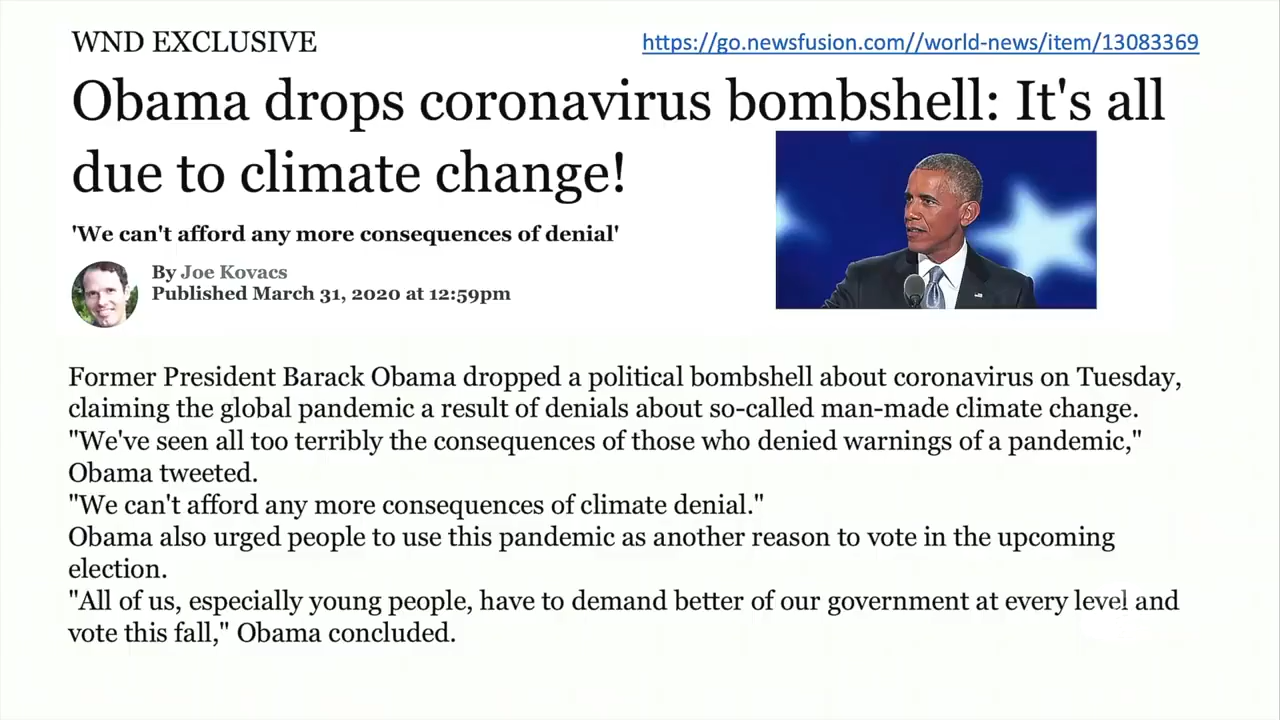 WND EXCLUSIVE
https://go.newsfusion.com//world-news/item/13083369
Obama drops coronavirus bombshell: It's all
due to climate change!
'We can't afford any more consequences of denial'
By Joe Kovacs
Published March 31, 2020 at 12:59pm
Former President Barack Obama dropped a political bombshell about coronavirus on Tuesday,
claiming the global pandemic a result of denials about so-called man-made climate change.
"We've seen all too terribly the consequences of those who denied warnings of a pandemic,"
Obama tweeted.
"We can't afford any more consequences of climate denial."
Obama also urged people to use this pandemic as another reason to vote in the upcoming
election.
"All of us, especially young people, have to demand better of our government at every level and
vote this fall," Obama concluded.